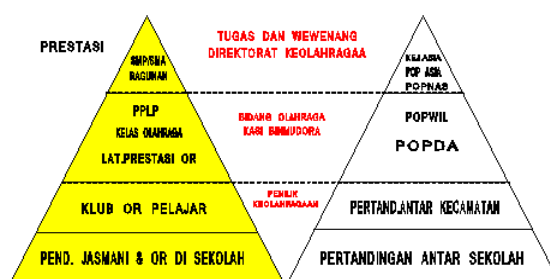 PRESTASI
TUGAS DAN WEWENANG
DIREKTORAT KEOLAHRAGAA
SMP/SMA
RAGUNAN
KEJ.ASIA
POP ASIA
POPNAS
PPLP
KELAS OLAHRAGA
LAT.PRESTASI OR
BIDANG OLAHRAGA
KASI BINMUDORA
POPWIL
POPDA
KLUB OR PELAJAR
PENILIK
KEOLAHRAGAAN
PERTAND.ANTAR KECAMATAN
PEND. JASMANI & OR DI SEKOLAH
PERTANDINGAN ANTAR SEKOLAH